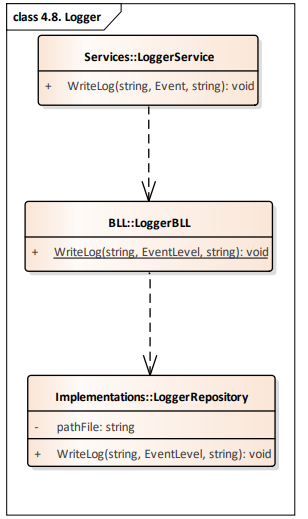 class 4.8. Logger
Services::LoggerService
+ WriteLog(string, Event, string): void
BLL::LoggerBLL
+ WriteLog(string, EventLevel, string): void
Implementations::LoggerRepository
- pathFile: string
+ WriteLog(string, EventLevel, string): void